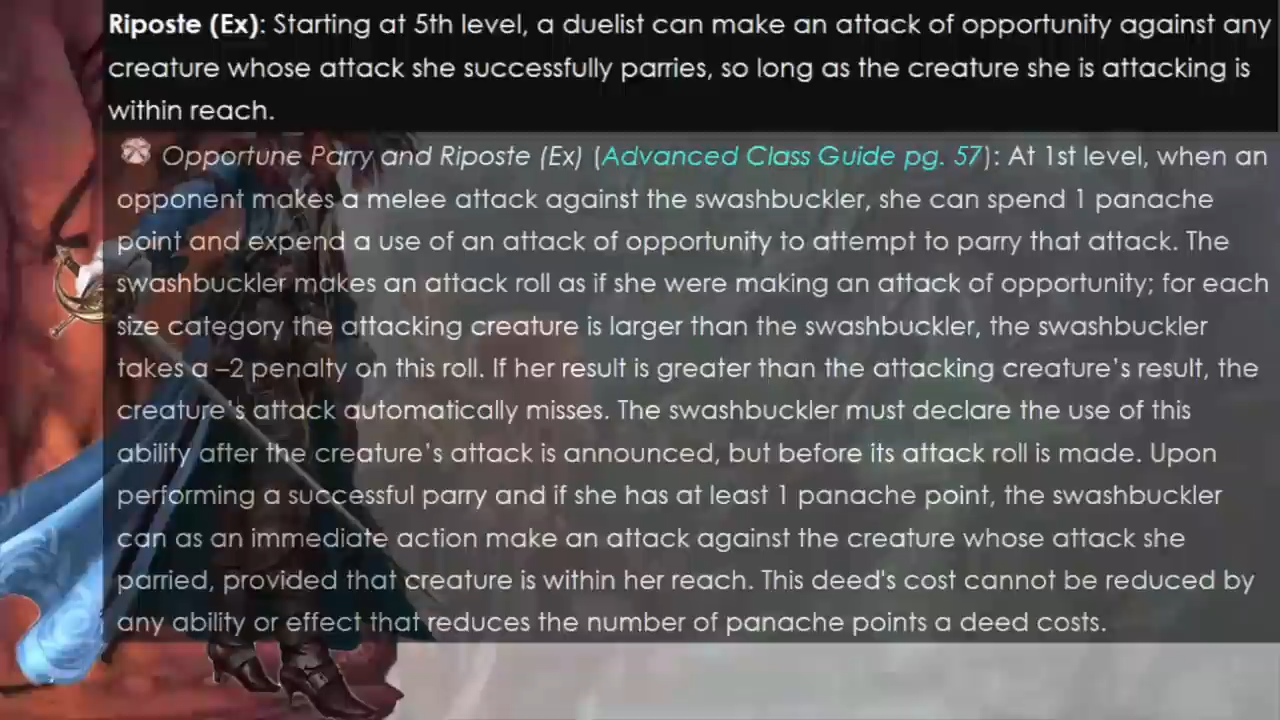 Riposte (Ex): Starting at 5th level, a duelist can make an attack of opportunity against any
creature whose attack she successfully parries, so long as the creature she is attacking is
within reach.
Opportune Parry and Riposte (Ex) (Advanced Class Guide pg. 57): At 1st level, when an
opponent makes a melee attack against the swashbuckler, she can spend 1 panache
point and expend a use of an attack of opportunity to attempt to parry that attack. The
swashbuckler makes an attack roll as if she were making an attack of opportunity; for each
size category the attacking creature is larger than the swashbuckler, the swashbuckler
takes a –2 penalty on this roll. If her result is greater than the attacking creature’s result, the
creature’s attack automatically misses. The swashbuckler must declare the use of this
ability after the creature’s attack is announced, but before its attack roll is made. Upon
performing a successful parry and if she has at least 1 panache point, the swashbuckler
can as an immediate action make an attack against the creature whose attack she
parried, provided that creature is within her reach. This deed's cost cannot be reduced by
any ability or effect that reduces the number of panache points a deed costs.